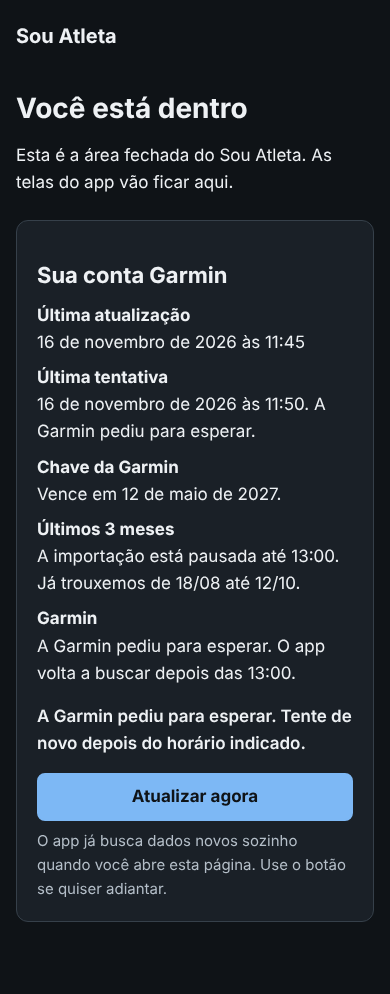 Sou Atleta
Você está dentro
Esta é a área fechada do Sou Atleta. As
telas do app vão ficar aqui.
Sua conta Garmin
Última atualização
16 de novembro de 2026 às 11:45
Última tentativa
16 de novembro de 2026 às 11:50. A
Garmin pediu para esperar.
Chave da Garmin
Vence em 12 de maio de 2027.
Últimos 3 meses
A importação está pausada até 13:00.
Já trouxemos de 18/08 até 12/10.
Garmin
A Garmin pediu para esperar. O app
volta a buscar depois das 13:00.
A Garmin pediu para esperar. Tente de
novo depois do horário indicado.
Atualizar agora
O app já busca dados novos sozinho
quando você abre esta página. Use o botão
se quiser adiantar.